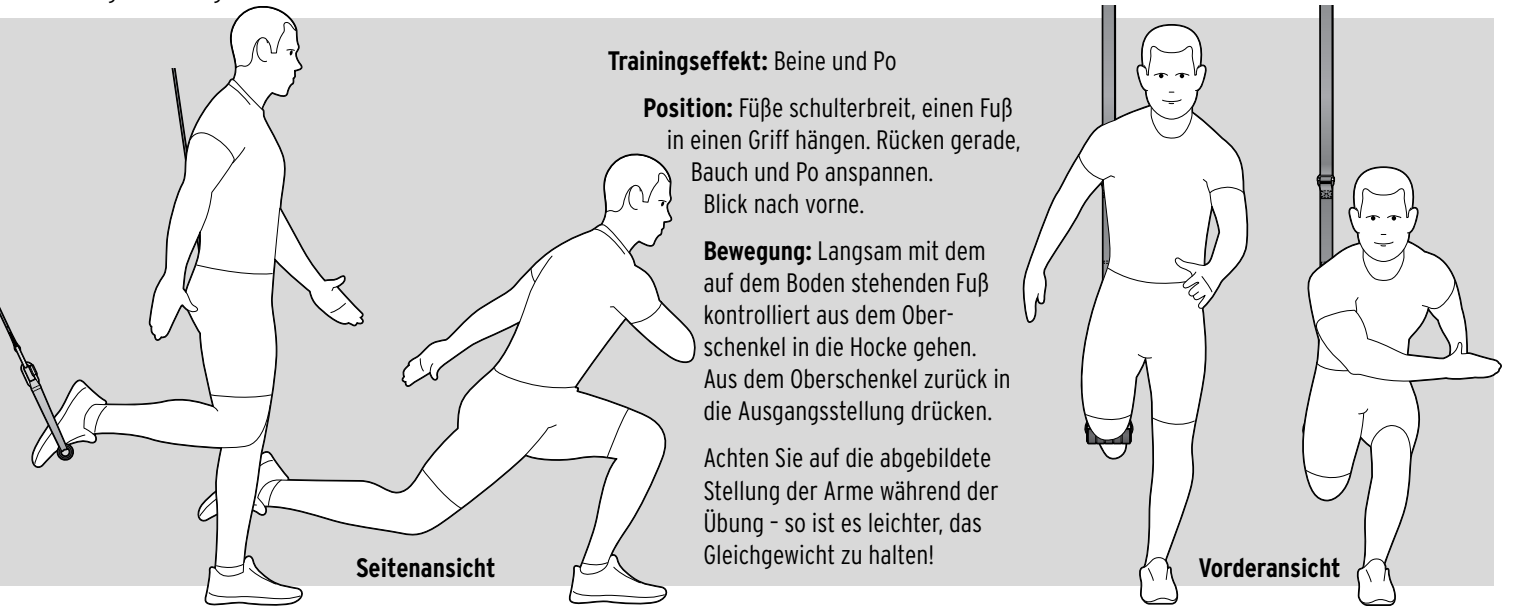 Trainingseffekt: Beine und Po
Position: Füße schulterbreit, einen Fuß
in einen Griff hängen. Rücken gerade,
Bauch und Po anspannen.
Blick nach vorne.
Bewegung: Langsam mit dem
auf dem Boden stehenden Fuß
kontrolliert aus dem Ober-
schenkel in die Hocke gehen.
Aus dem Oberschenkel zurück in
die Ausgangsstellung drücken.
Achten Sie auf die abgebildete
Stellung der Arme während der
Übung – so ist es leichter, das
Gleichgewicht zu halten!
Seitenansicht
Vorderansicht